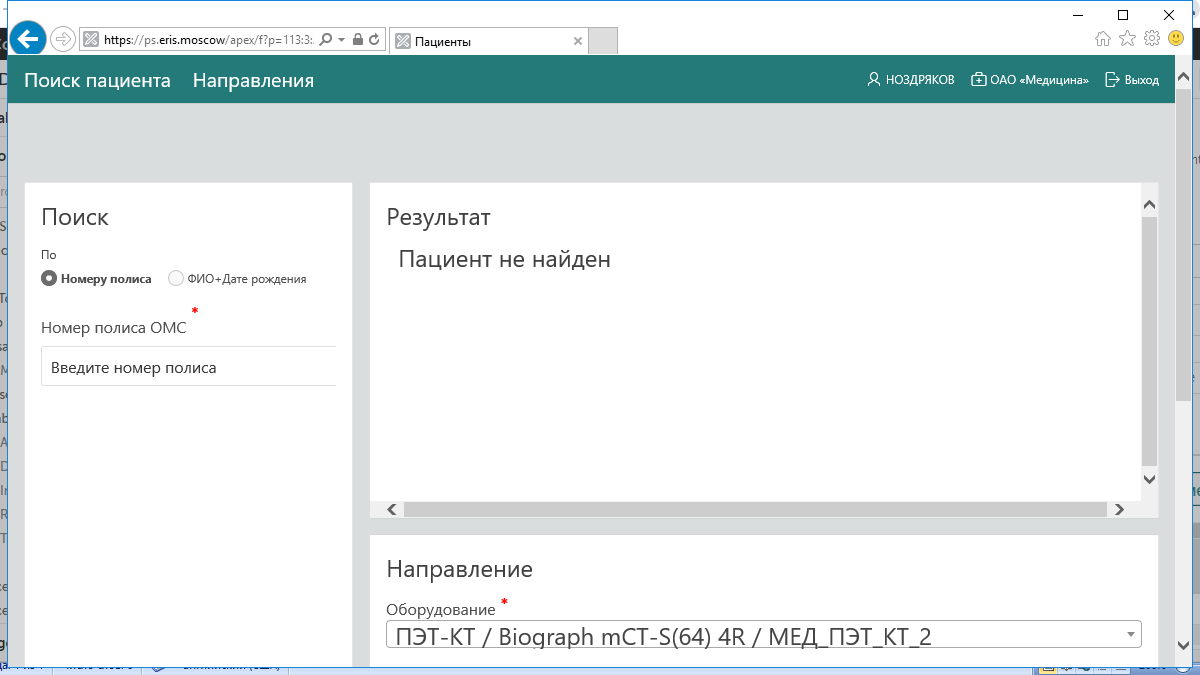 https://ps.eris.moscow/apex/f?p=113:3:
Пациенты
Поиск пациента Направления НОЗДРЯКОВ ОАО «Медицина» Выход
Поиск
По
Номеру полиса ФИО+Дате рождения
Номер полиса ОМС *
Введите номер полиса
Результат
Пациент не найден
Направление
Оборудование *
ПЭТ-КТ / Biograph mCT-S(64) 4R / МЕД_ПЭТ_КТ_2